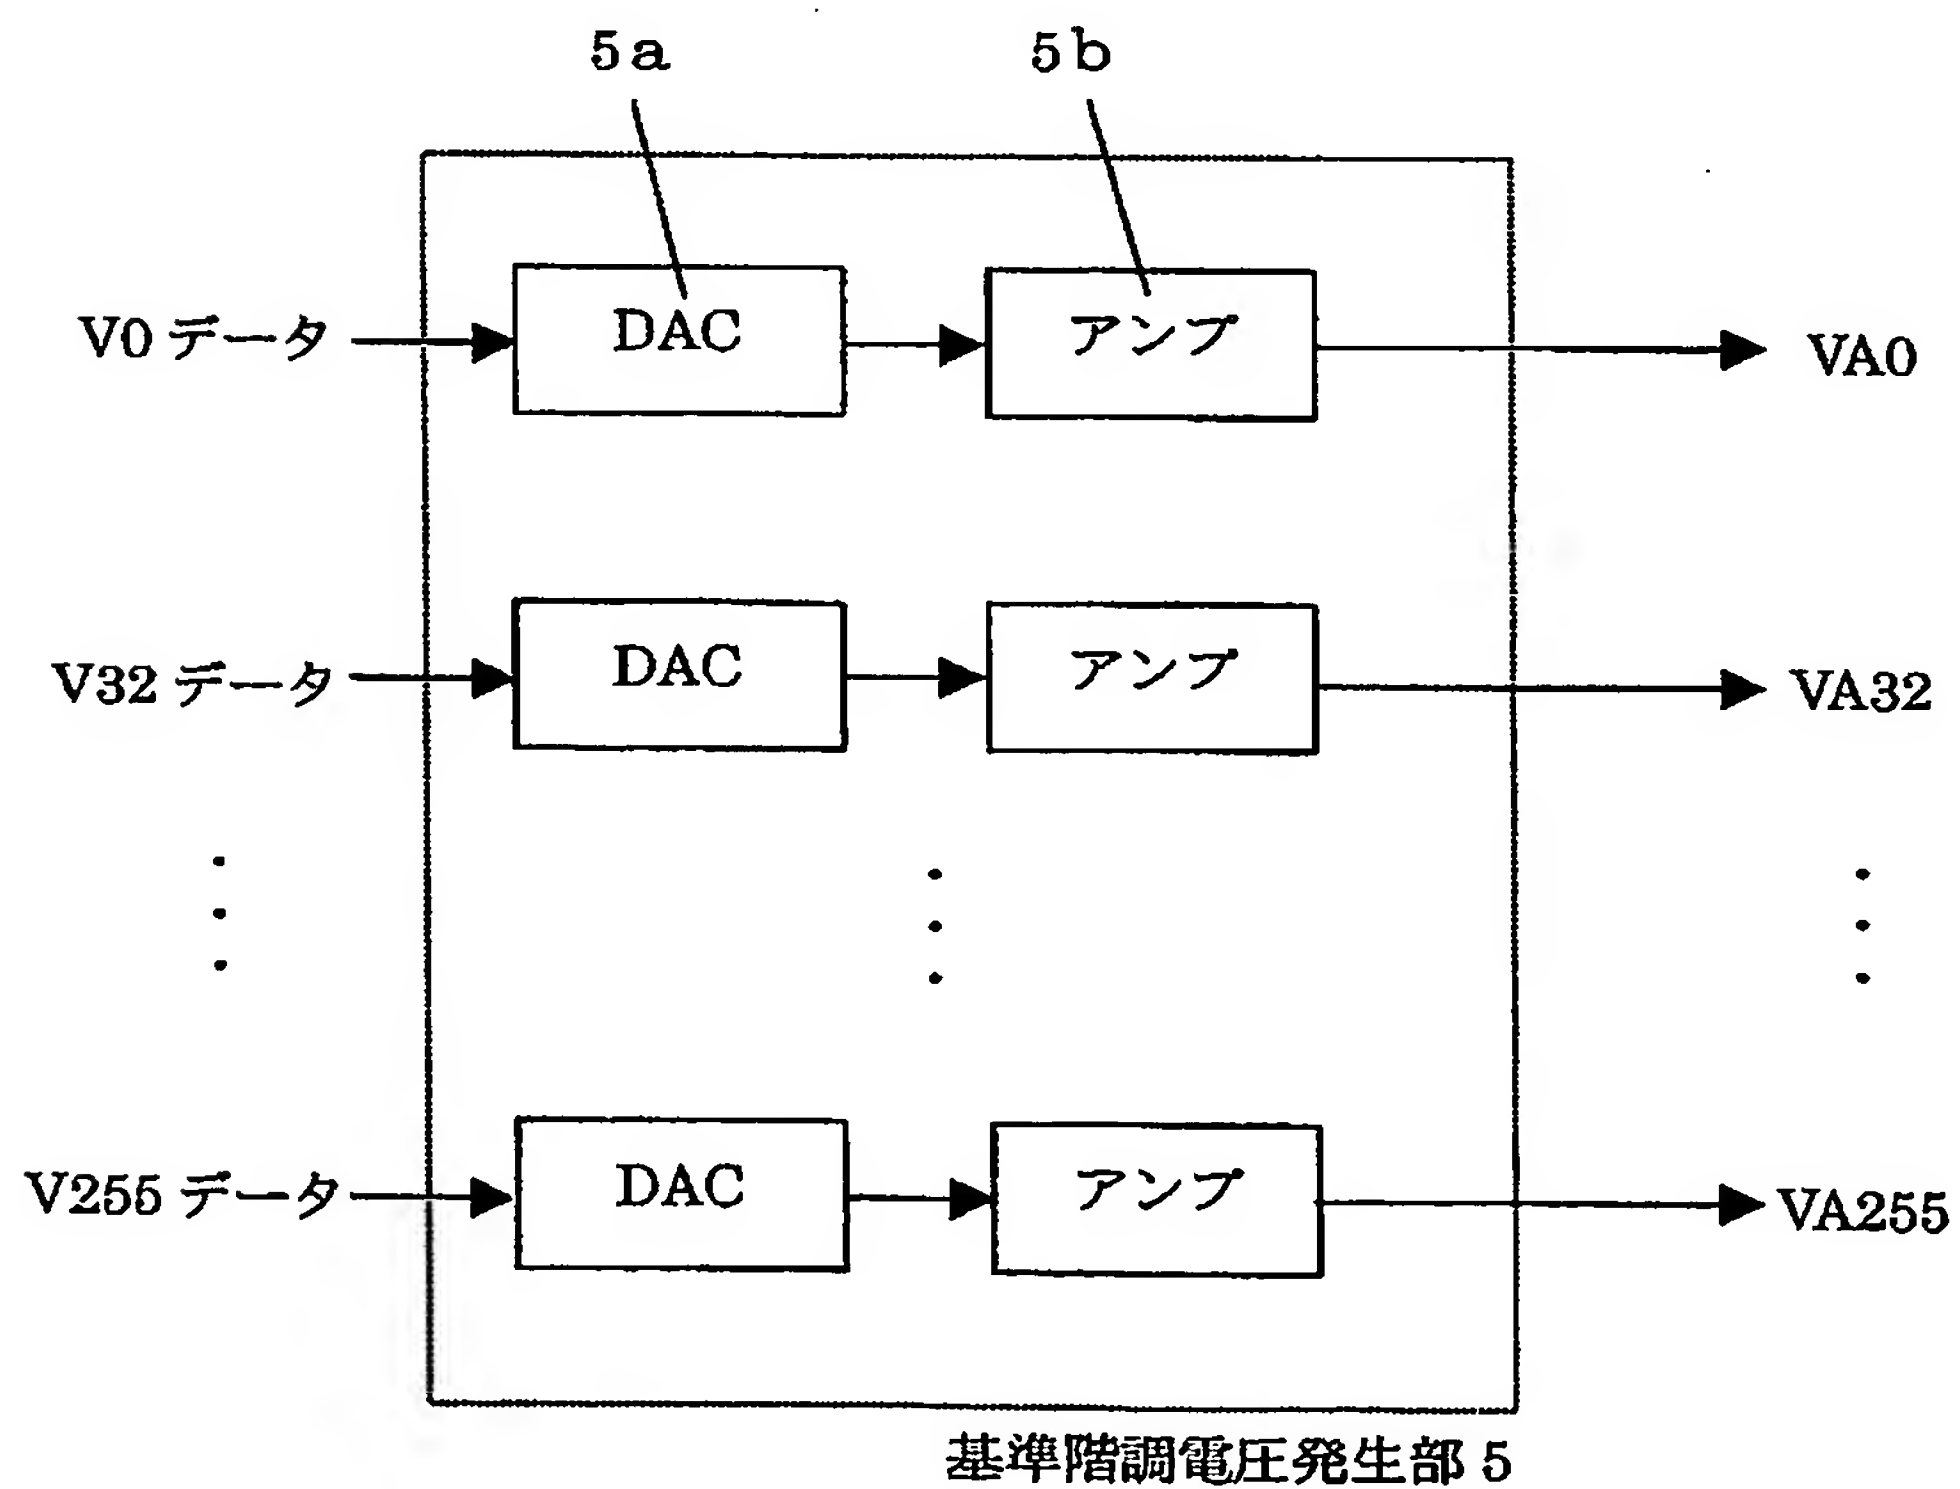 5a
5b
V0 データ
DAC
アンプ
VA0
V32 データ
DAC
アンプ
VA32
V255 データ
DAC
アンプ
VA255
基準階調電圧発生部 5